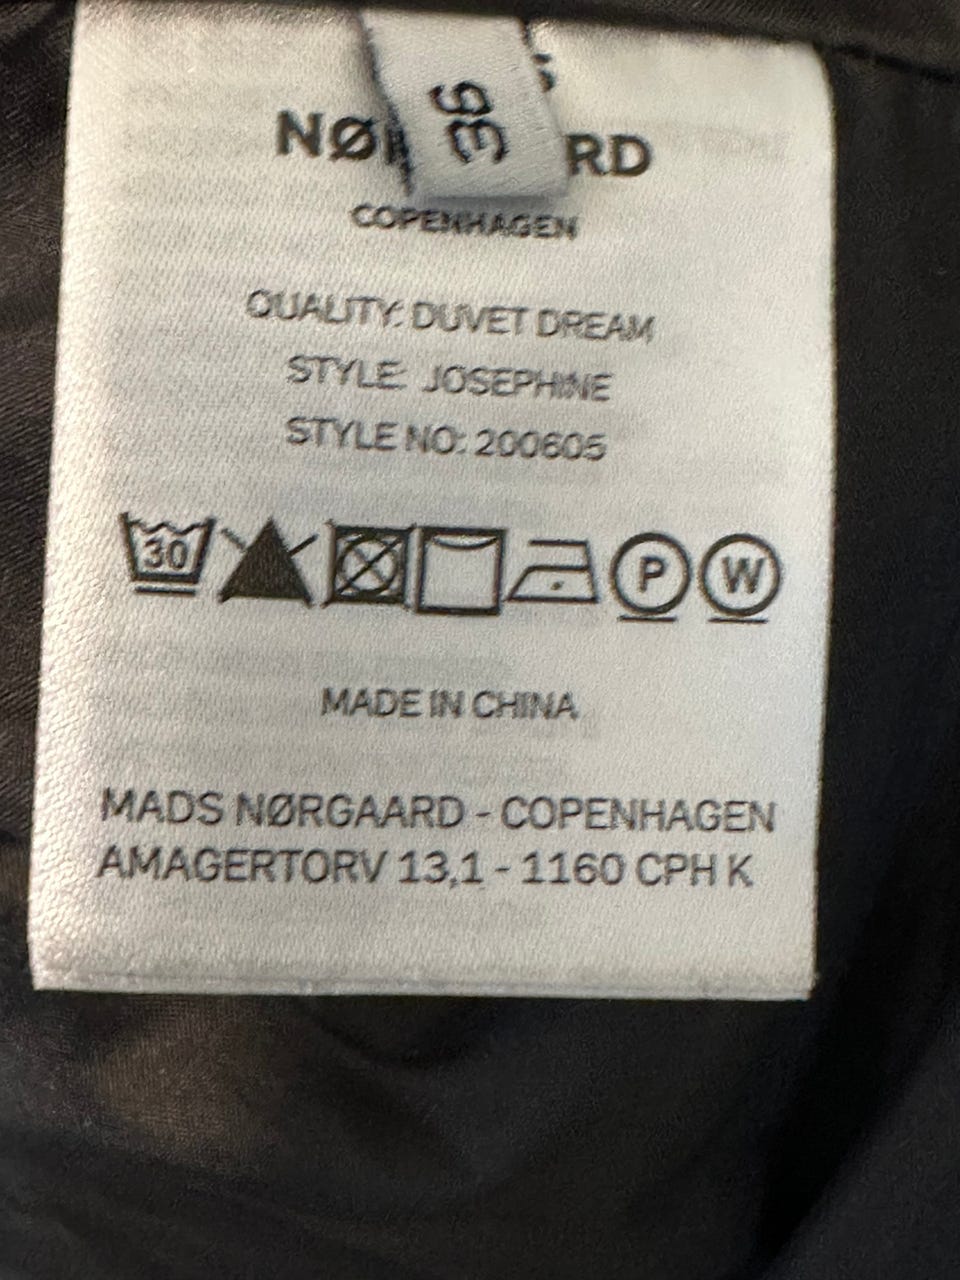 36
COPENHAGEN
QUALITY: DUVET DREAM
STYLE: JOSEPHINE
STYLE NO: 200605
30 P W
MADE IN CHINA
MADS NØRGAARD - COPENHAGEN
AMAGERTORV 13,1 - 1160 CPH K